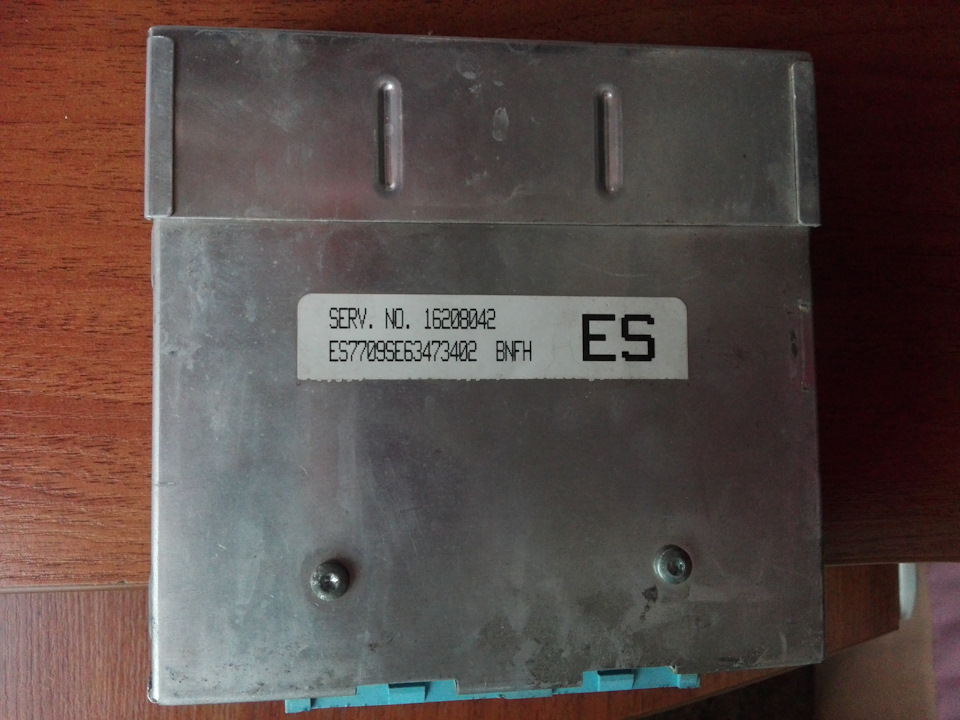 SERV. NO. 16208042
ES7709SE63473402 BNFH
ES